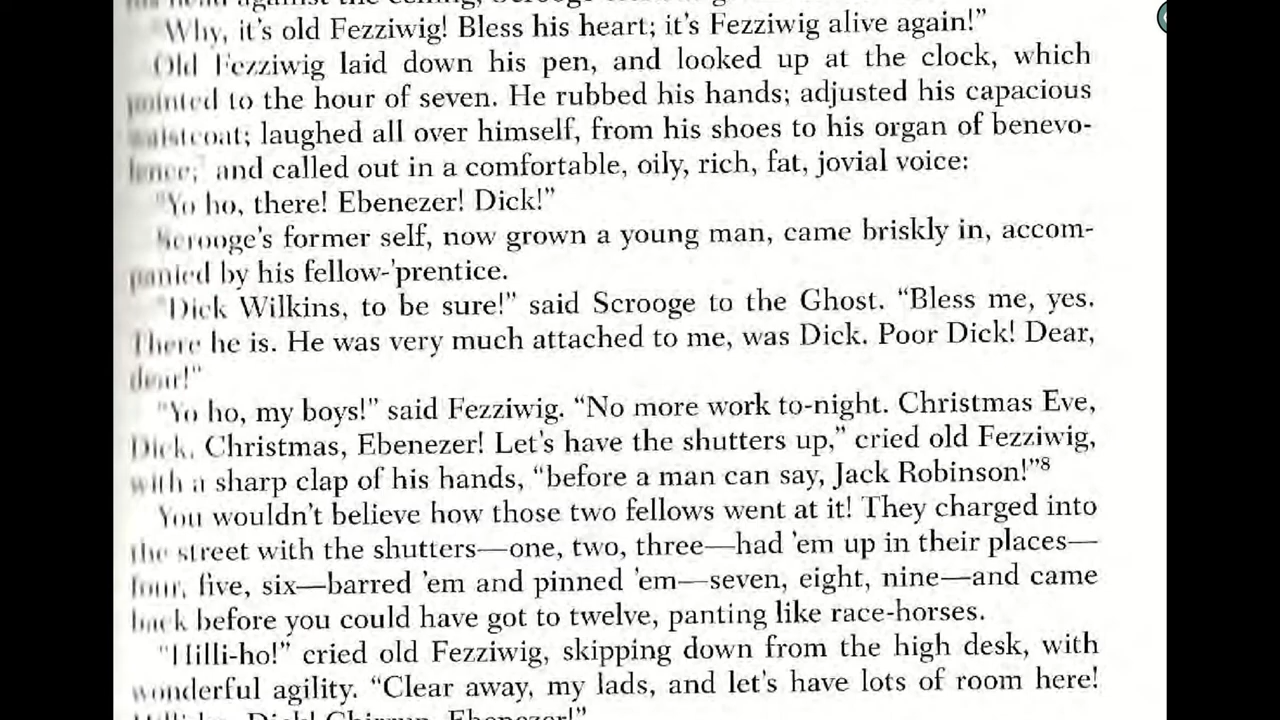 "Why, it's old Fezziwig! Bless his heart; it's Fezziwig alive again!"
Old Fezziwig laid down his pen, and looked up at the clock, which
pointed to the hour of seven. He rubbed his hands; adjusted his capacious
waistcoat; laughed all over himself, from his shoes to his organ of benevo-
lence; and called out in a comfortable, oily, rich, fat, jovial voice:
"Yo ho, there! Ebenezer! Dick!"
Scrooge's former self, now grown a young man, came briskly in, accom-
panied by his fellow-'prentice.
"Dick Wilkins, to be sure!" said Scrooge to the Ghost. "Bless me, yes.
There he is. He was very much attached to me, was Dick. Poor Dick! Dear,
dear!"
"Yo ho, my boys!" said Fezziwig. "No more work to-night. Christmas Eve,
Dick. Christmas, Ebenezer! Let's have the shutters up," cried old Fezziwig,
with a sharp clap of his hands, "before a man can say, Jack Robinson!"8
You wouldn't believe how those two fellows went at it! They charged into
the street with the shutters—one, two, three—had 'em up in their places—
four, five, six—barred 'em and pinned 'em—seven, eight, nine—and came
back before you could have got to twelve, panting like race-horses.
"Hilli-ho!" cried old Fezziwig, skipping down from the high desk, with
wonderful agility. "Clear away, my lads, and let's have lots of room here!
Dick! Chirrup, Ebenezer!"